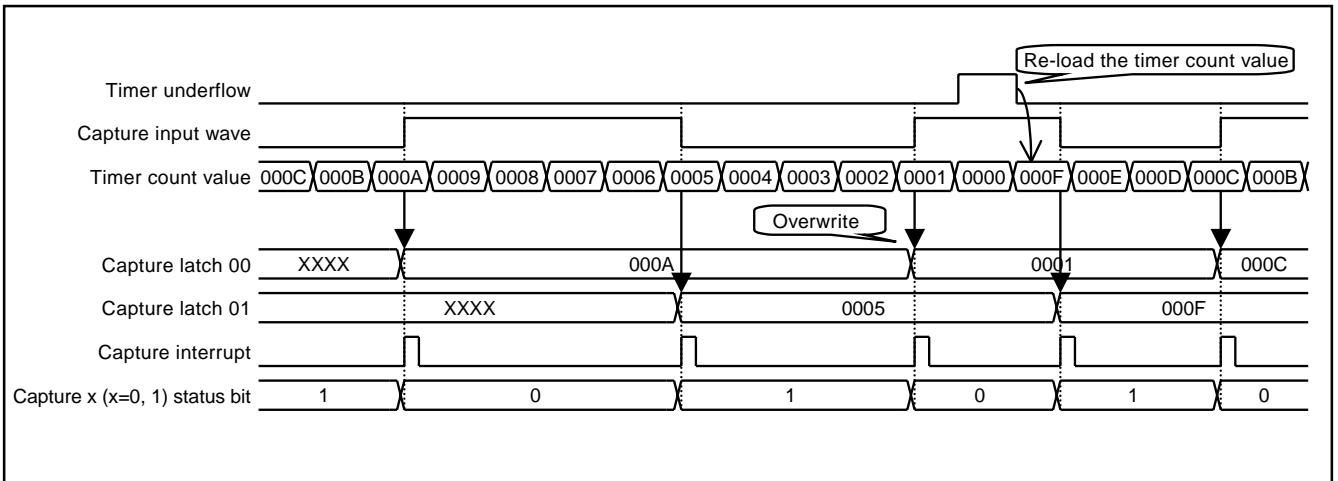 Re-load the timer count value
Timer underflow
Capture input wave
Timer count value 000C 000B 000A 0009 0008 0007 0006 0005 0004 0003 0002 0001 0000 000F 000E 000D 000C 000B
Overwrite
Capture latch 00 XXXX 000A 0001 000C
Capture latch 01 XXXX 0005 000F
Capture interrupt
Capture x (x=0, 1) status bit 1 0 1 0 1 0